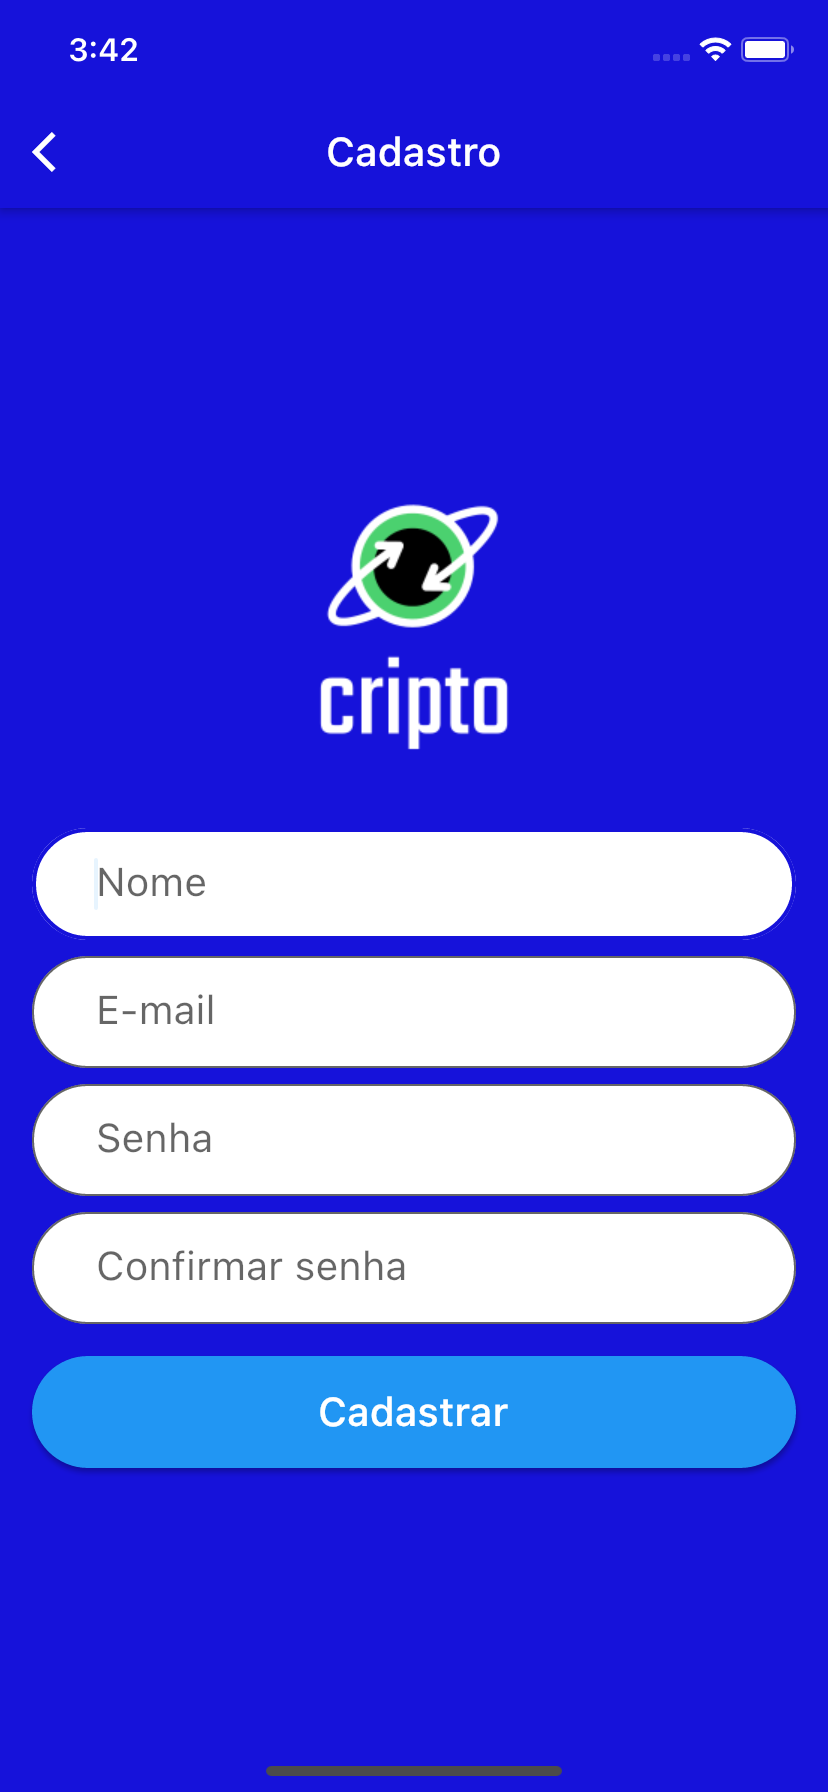 3:42
Cadastro
cripto
Nome
E-mail
Senha
Confirmar senha
Cadastrar